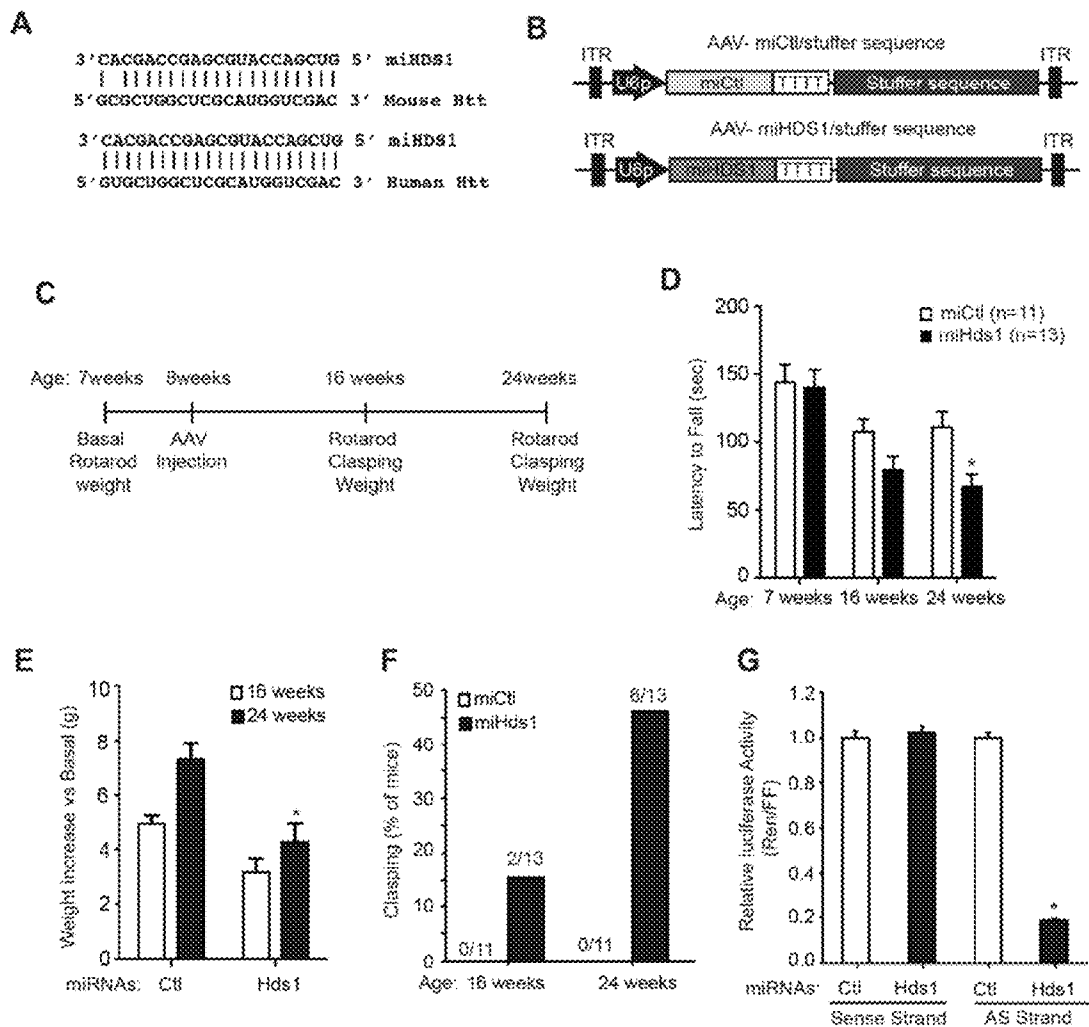 A
3'CACGACCGAGCGUACCAGCUG 5' miHDS1
5'GCGCUGGCUCGCAUGGUCGAC 3' Mouse Htt
3'CACGACCGAGCGUACCAGCUG 5' miHDS1
5'GUGCUGGCUCGCAUGGUCGAC 3' Human Htt
B
AAV- miCtl/stuffer sequence
ITR
ITR
U6p
miCtl
TTTT
Stuffer sequence
AAV- miHDS1/stuffer sequence
ITR
ITR
U6p
miHDS1
TTTT
Stuffer sequence
C
Age: 7weeks 8weeks 16 weeks 24weeks
Basal AAV Rotarod Rotarod
Rotarod Injection Clasping Clasping
weight Weight Weight
D
200
150
100
50
0
Latency to Fall (sec)
miCtl (n=11)
miHds1 (n=13)
*
Age: 7 weeks 16 weeks 24 weeks
E
10
8
6
4
2
0
Weight increase vs Basal (g)
16 weeks
24 weeks
*
miRNAs: Ctl Hds1
F
50
40
30
20
10
0
Clasping (% of mice)
miCtl
miHds1
0/11
2/13
0/11
6/13
Age: 16 weeks 24 weeks
G
1.2
1.0
0.8
0.6
0.4
0.2
0.0
Relative luciferase Activity
(Ren/FF)
*
miRNAs: Ctl Hds1 Ctl Hds1
Sense Strand AS Strand